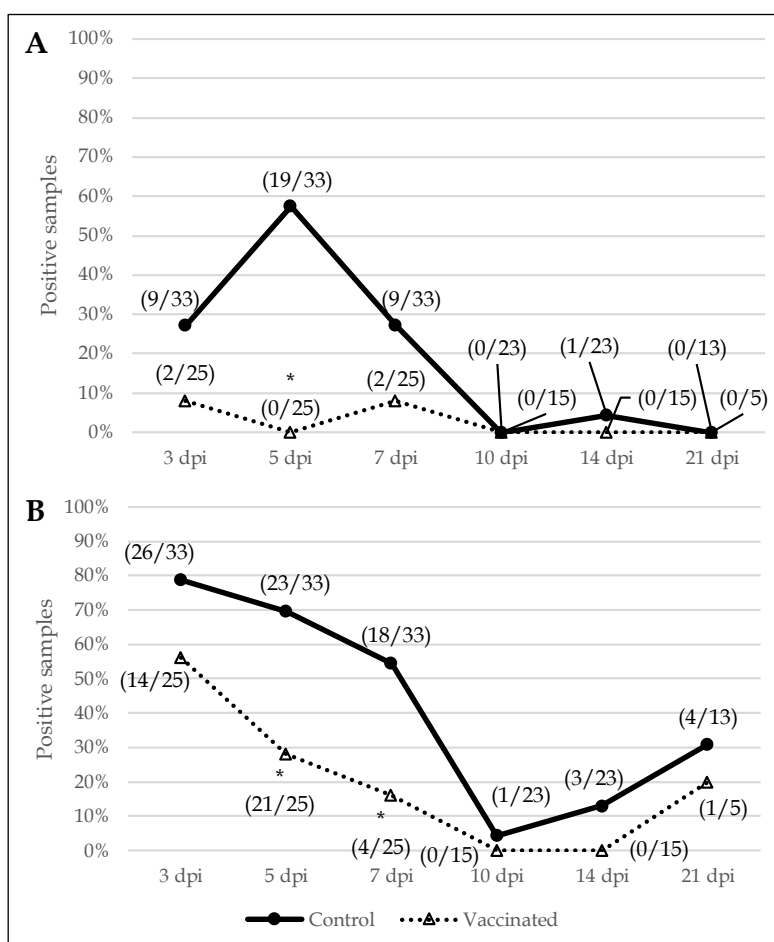 A
Positive samples
100%
90%
80%
70%
60%
50%
40%
30%
20%
10%
0%
(19/33)
(9/33)
(9/33)
(2/25)
*
(0/25)
(2/25)
(0/23)
(0/15)
(1/23)
(0/15)
(0/13)
(0/5)
3 dpi
5 dpi
7 dpi
10 dpi
14 dpi
21 dpi
B
Positive samples
100%
90%
80%
70%
60%
50%
40%
30%
20%
10%
0%
(26/33)
(23/33)
(18/33)
(14/25)
*
(21/25)
*
(4/25)
(1/23)
(0/15)
(3/23)
(0/15)
(4/13)
(1/5)
3 dpi
5 dpi
7 dpi
10 dpi
14 dpi
21 dpi
Control
Vaccinated